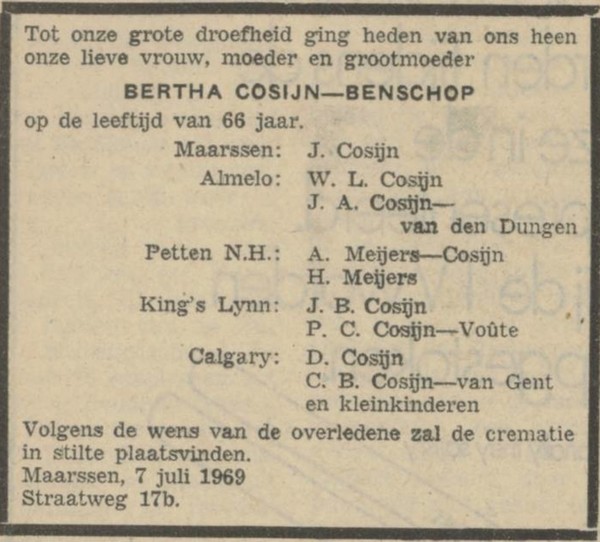 Tot onze grote droefheid ging heden van ons heen
onze lieve vrouw, moeder en grootmoeder
BERTHA COSIJN—BENSCHOP
op de leeftijd van 66 jaar.
Maarssen: J. Cosijn
Almelo: W. L. Cosijn
J. A. Cosijn—
van den Dungen
Petten N.H.: A. Meijers—Cosijn
H. Meijers
King's Lynn: J. B. Cosijn
P. C. Cosijn—Voûte
Calgary: D. Cosijn
C. B. Cosijn—van Gent
en kleinkinderen
Volgens de wens van de overledene zal de crematie
in stilte plaatsvinden.
Maarssen, 7 juli 1969
Straatweg 17b.